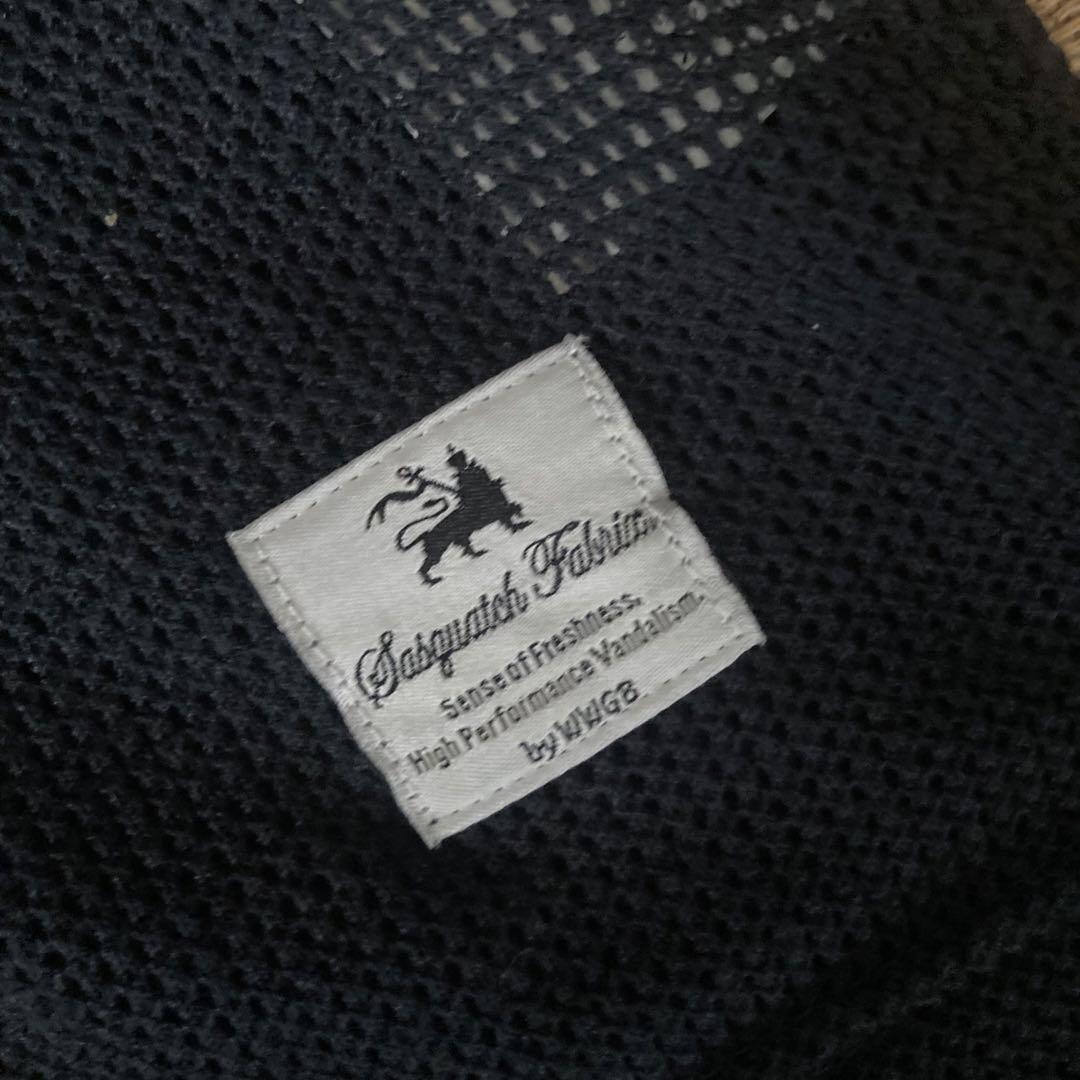 Sasquatch Fabrix.
Sense of Freshness,
High Performance Vandalism.
by WWGB